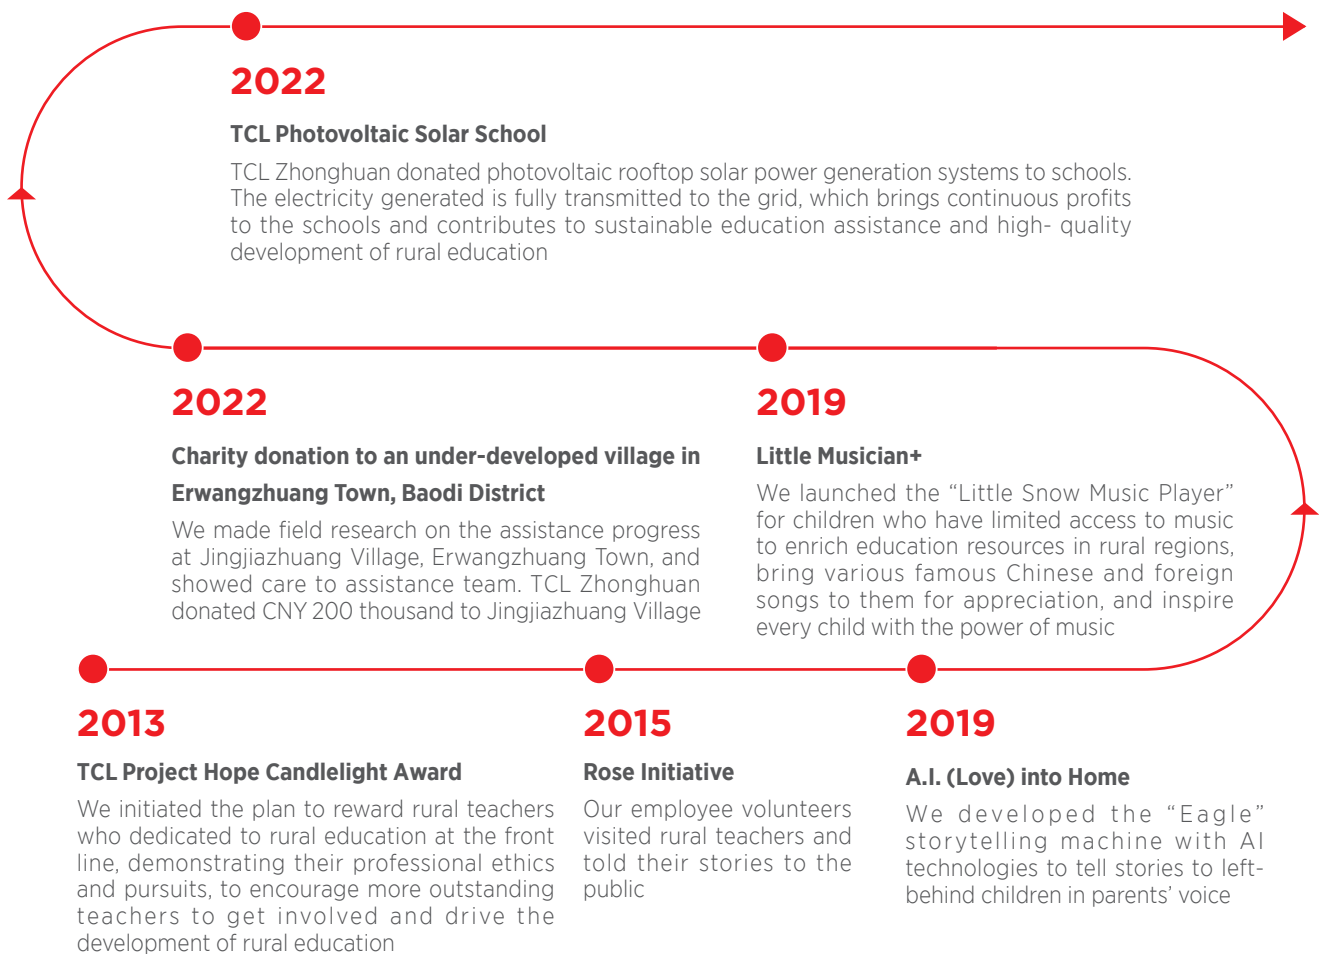 2022
TCL Photovoltaic Solar School
TCL Zhonghuan donated photovoltaic rooftop solar power generation systems to schools.
The electricity generated is fully transmitted to the grid, which brings continuous profits
to the schools and contributes to sustainable education assistance and high- quality
development of rural education
2022
Charity donation to an under-developed village in
Erwangzhuang Town, Baodi District
We made field research on the assistance progress
at Jingjiazhuang Village, Erwangzhuang Town, and
showed care to assistance team. TCL Zhonghuan
donated CNY 200 thousand to Jingjiazhuang Village
2019
Little Musician+
We launched the “Little Snow Music Player”
for children who have limited access to music
to enrich education resources in rural regions,
bring various famous Chinese and foreign
songs to them for appreciation, and inspire
every child with the power of music
2013
TCL Project Hope Candlelight Award
We initiated the plan to reward rural teachers
who dedicated to rural education at the front
line, demonstrating their professional ethics
and pursuits, to encourage more outstanding
teachers to get involved and drive the
development of rural education
2015
Rose Initiative
Our employee volunteers
visited rural teachers and
told their stories to the
public
2019
A.I. (Love) into Home
We developed the “Eagle”
storytelling machine with AI
technologies to tell stories to left-
behind children in parents’ voice